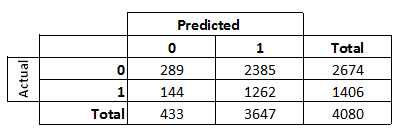 Predicted
0 1 Total
Actual
0 289 2385 2674
1 144 1262 1406
Total 433 3647 4080